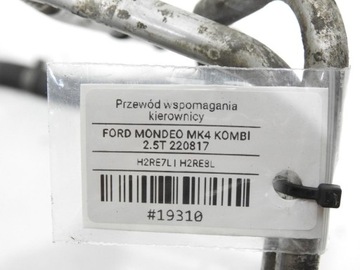 Przewód wspomagania
kierownicy
FORD MONDEO MK4 KOMBI
2.5T 220817
H2RE7L I H2RE8L
#19310